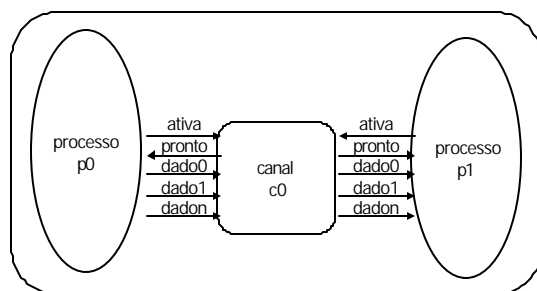 processo
p0
ativa
pronto
dado0
dado1
dadon
canal
c0
ativa
pronto
dado0
dado1
dadon
processo
p1